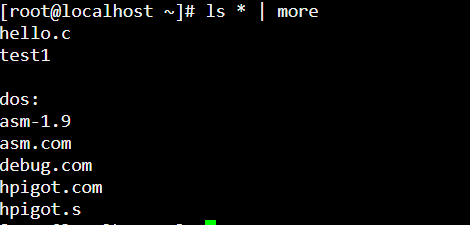 [root@localhost ~]# ls * | more
hello.c
test1
dos:
asm-1.9
asm.com
debug.com
hpigot.com
hpigot.s